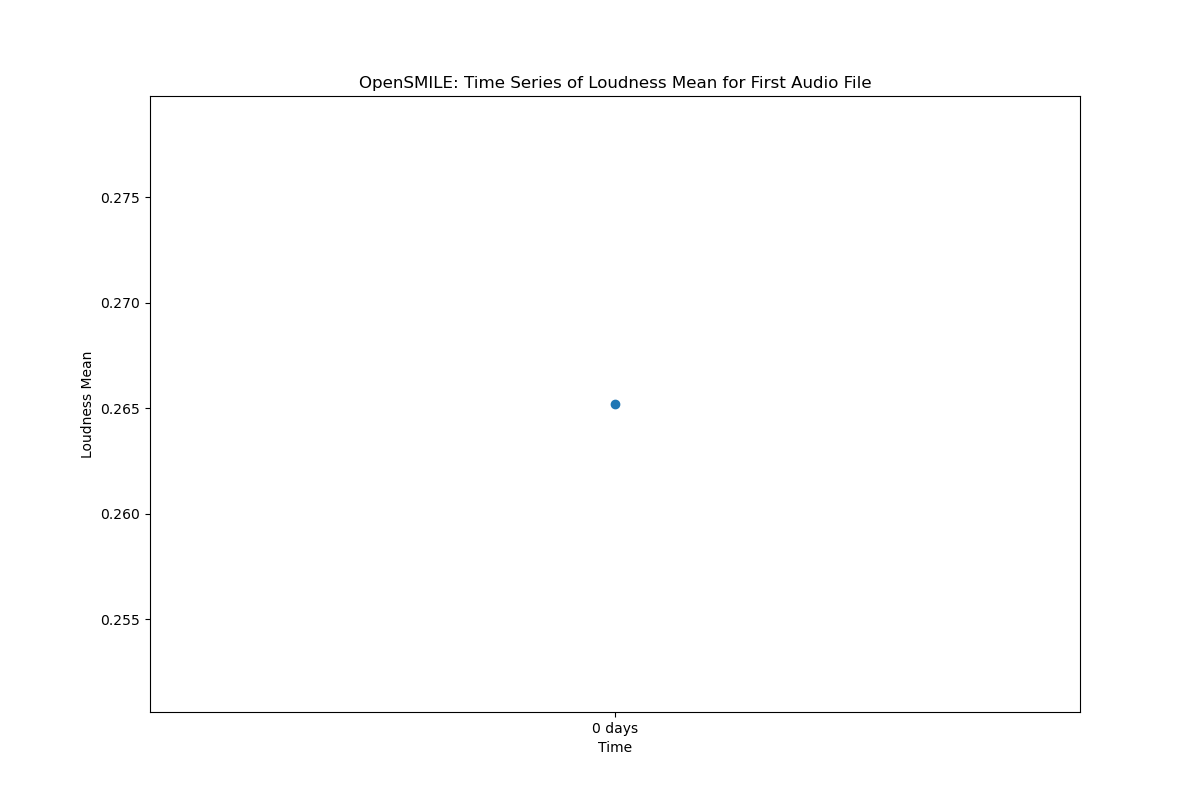 OpenSMILE: Time Series of Loudness Mean for First Audio File
0.275
0.270
0.265
0.260
0.255
Loudness Mean
0 days
Time